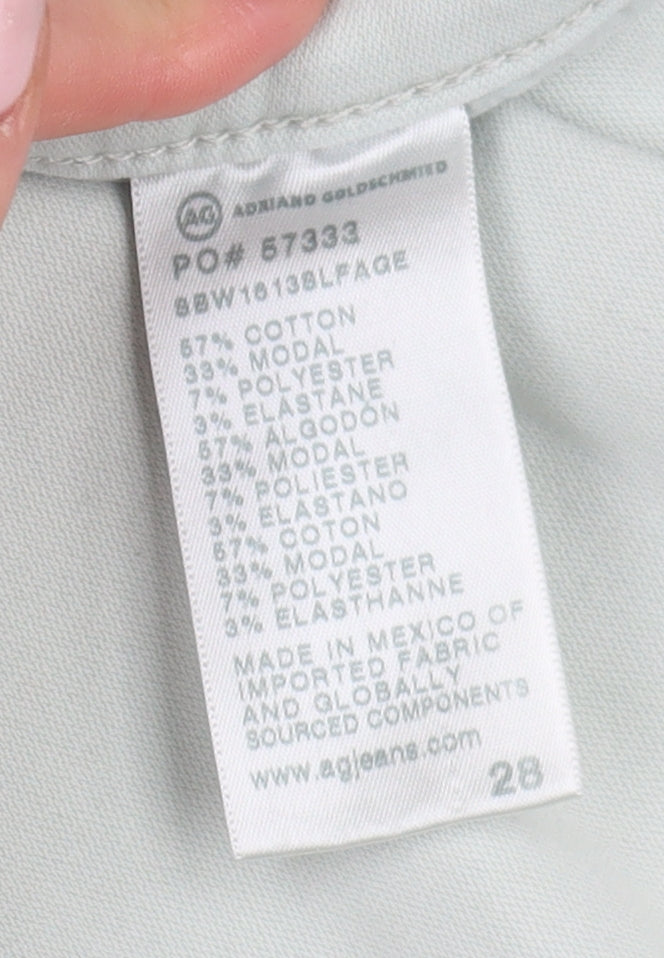 AG ADRIANO GOLDSCHMIED
PO# 57333
SBW1613SLFAGE
57% COTTON
33% MODAL
7% POLYESTER
3% ELASTANE
57% ALGODÓN
33% MODAL
7% POLIESTER
3% ELASTANO
57% COTON
33% MODAL
7% POLYESTER
3% ELASTHANNE
MADE IN MEXICO OF
IMPORTED FABRIC
AND GLOBALLY
SOURCED COMPONENTS
www.agjeans.com
28